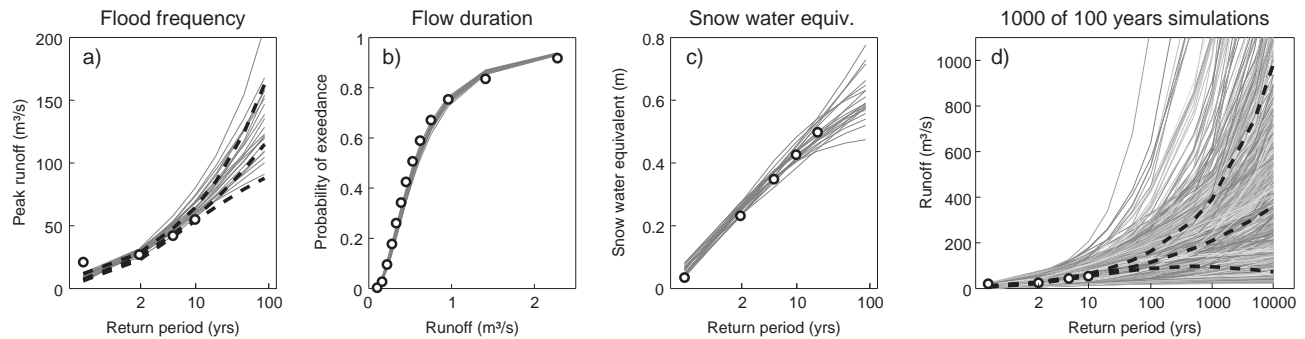 Flood frequency
a)
200
150
100
50
0
Peak runoff (m³/s)
2
10
100
Return period (yrs)
Flow duration
b)
1
0.8
0.6
0.4
0.2
0
Probability of exeedance
0
1
2
Runoff (m³/s)
Snow water equiv.
c)
0.8
0.6
0.4
0.2
0
Snow water equivalent (m)
2
10
100
Return period (yrs)
1000 of 100 years simulations
d)
1000
800
600
400
200
0
Runoff (m³/s)
2
10
100
1000
10000
Return period (yrs)